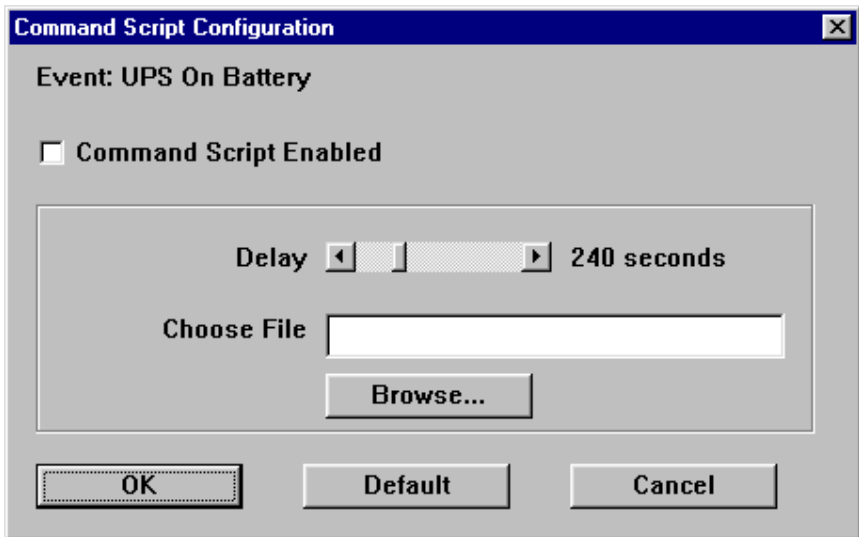 Command Script Configuration
Event: UPS On Battery
Command Script Enabled
Delay 240 seconds
Choose File
Browse...
OK Default Cancel